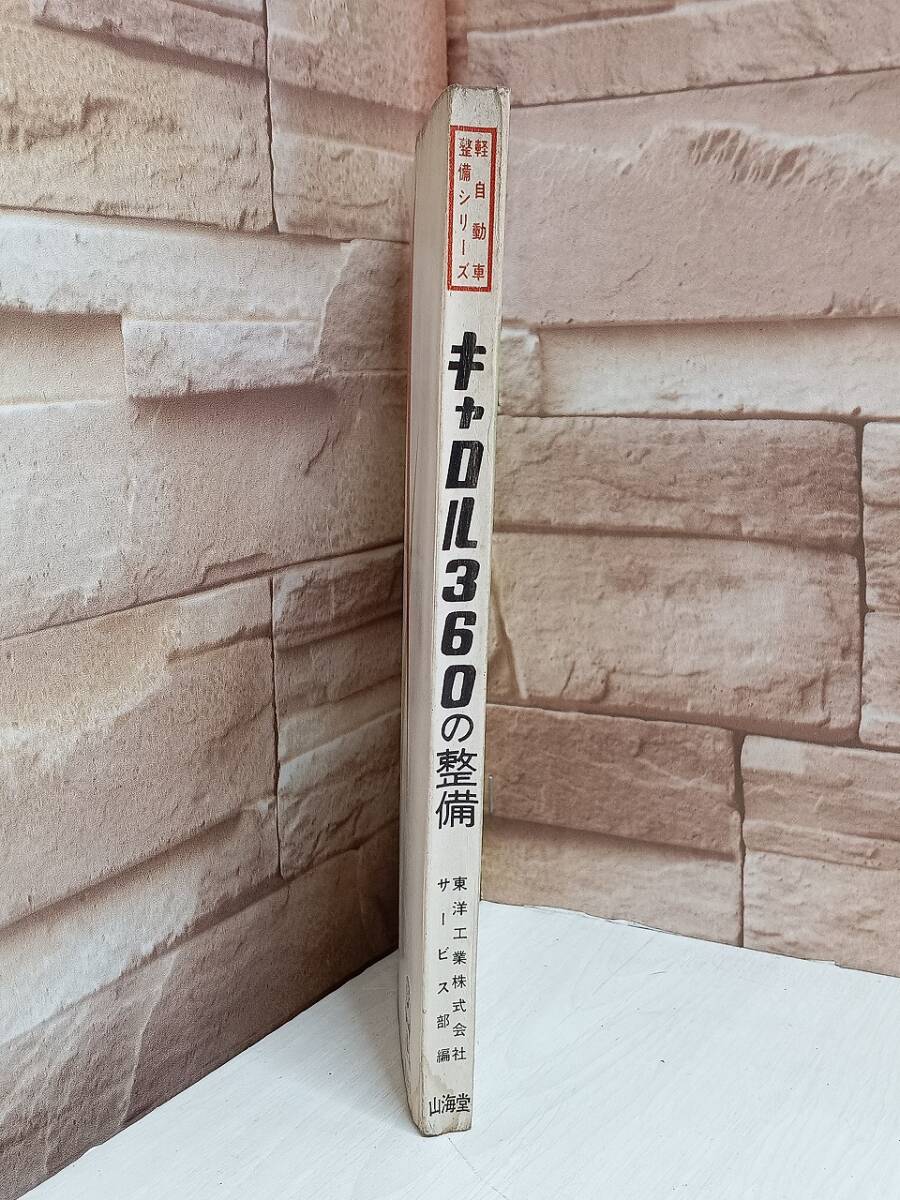 軽自動車
整備シリーズ
キャロル360の整備
東洋工業株式会社
サービス部編
山海堂